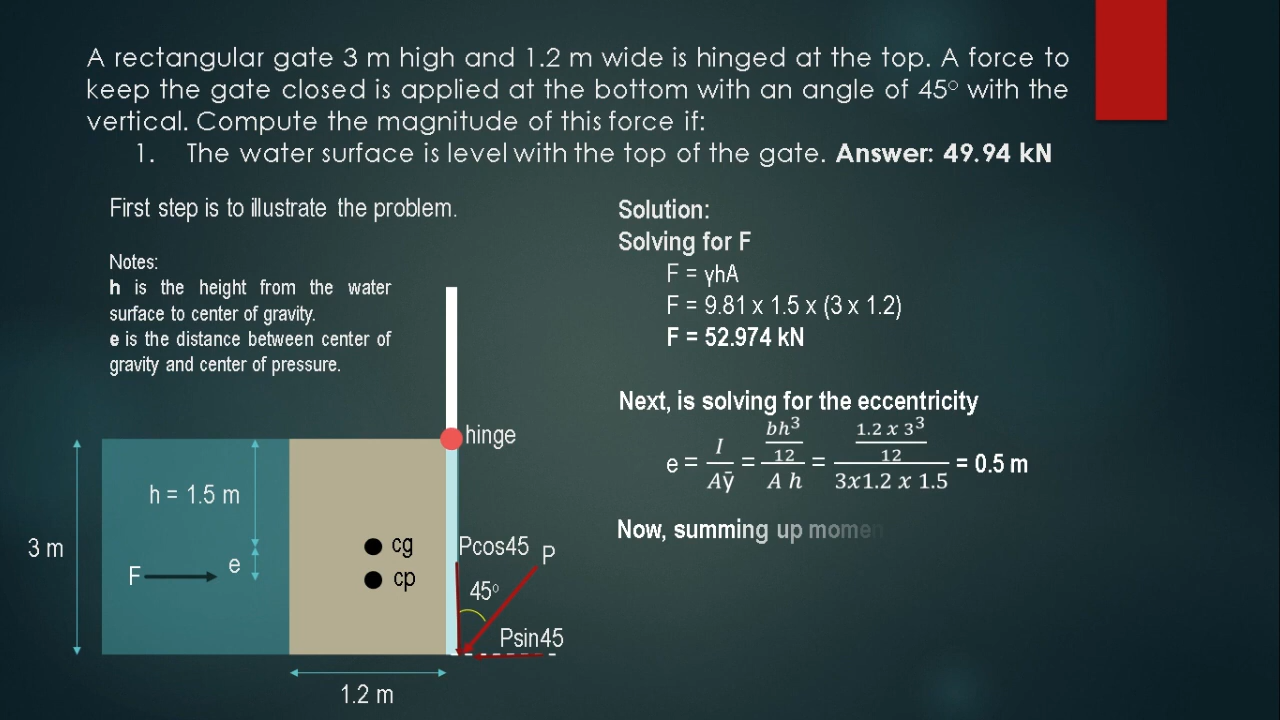 A rectangular gate 3 m high and 1.2 m wide is hinged at the top. A force to
keep the gate closed is applied at the bottom with an angle of 45° with the
vertical. Compute the magnitude of this force if:
1. The water surface is level with the top of the gate. Answer: 49.94 kN
First step is to illustrate the problem.
Notes:
h is the height from the water
surface to center of gravity.
e is the distance between center of
gravity and center of pressure.
hinge
h = 1.5 m
3 m
F
e
cg
cp
Pcos45
P
45°
Psin45
1.2 m
Solution:
Solving for F
F = γhA
F = 9.81 x 1.5 x (3 x 1.2)
F = 52.974 kN
Next, is solving for the eccentricity
e = I / Aȳ = (bh³ / 12) / A h = (1.2 x 3³ / 12) / 3x1.2 x 1.5 = 0.5 m
Now, summing up momen